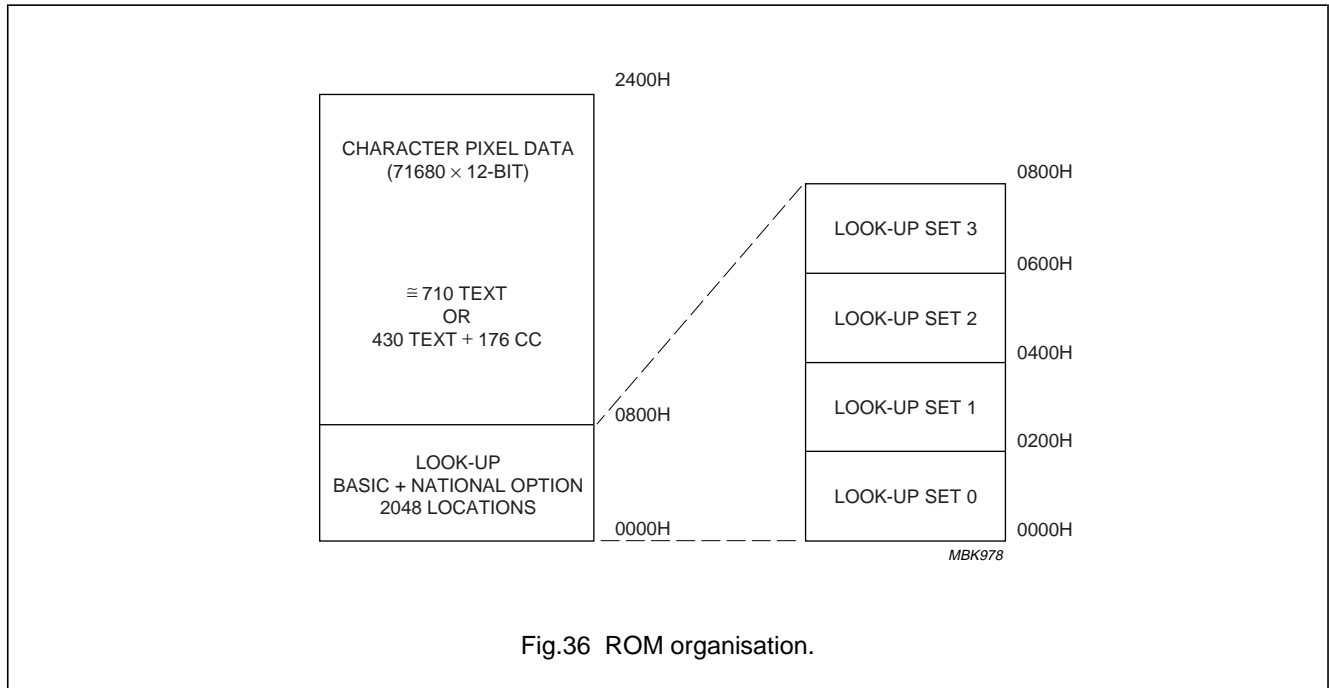 2400H
CHARACTER PIXEL DATA
(71680 × 12-BIT)
≅ 710 TEXT
OR
430 TEXT + 176 CC
0800H
LOOK-UP
BASIC + NATIONAL OPTION
2048 LOCATIONS
0000H
0800H
LOOK-UP SET 3
0600H
LOOK-UP SET 2
0400H
LOOK-UP SET 1
0200H
LOOK-UP SET 0
0000H
MBK978
Fig.36 ROM organisation.